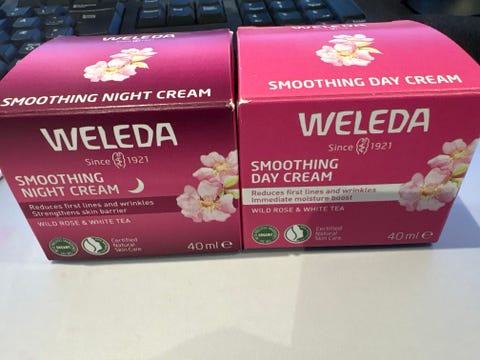 WELEDA
SMOOTHING NIGHT CREAM
WELEDA
Since 1921
SMOOTHING
NIGHT CREAM
Reduces first lines and wrinkles
Strengthens skin barrier
WILD ROSE & WHITE TEA
Certified
Natural
Skin Care
40 ml ℮
WELEDA
SMOOTHING DAY CREAM
WELEDA
Since 1921
SMOOTHING
DAY CREAM
Reduces first lines and wrinkles
Immediate moisture boost
WILD ROSE & WHITE TEA
ORGANIC
Certified
Natural
Skin Care
40 ml ℮